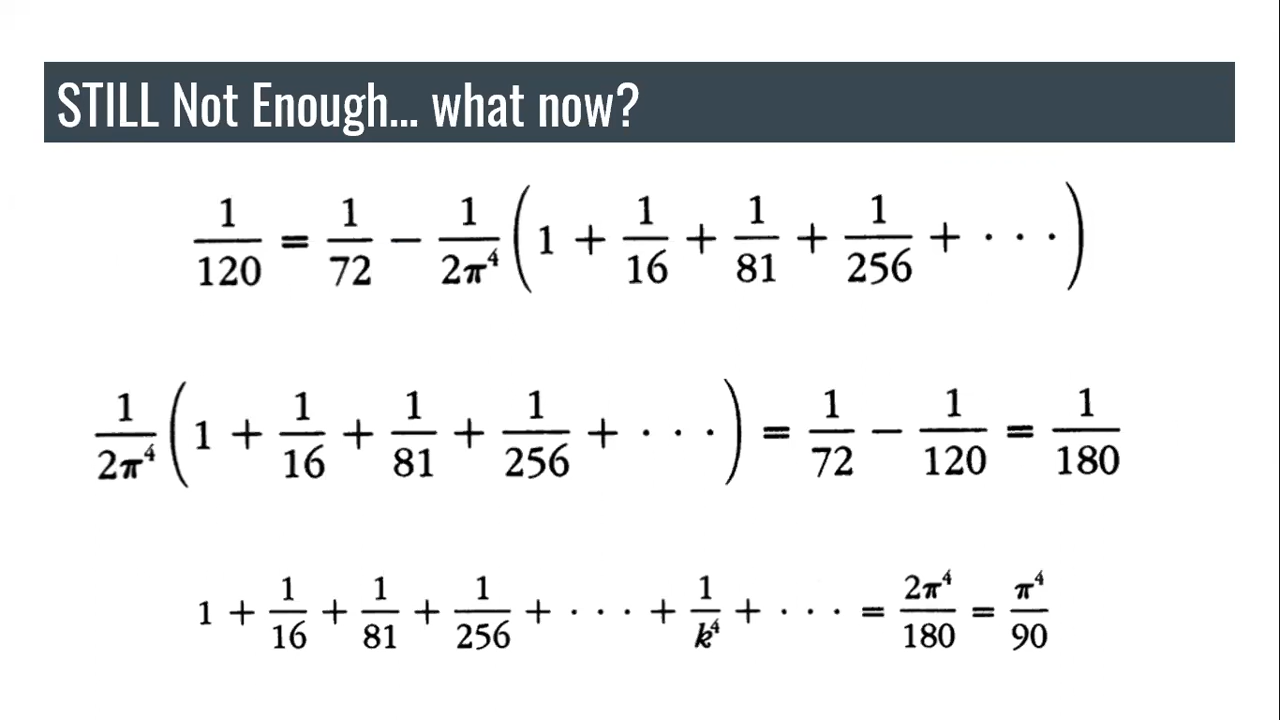 STILL Not Enough... what now?
1/120 = 1/72 − 1/2π⁴ (1 + 1/16 + 1/81 + 1/256 + · · ·)
1/2π⁴ (1 + 1/16 + 1/81 + 1/256 + · · ·) = 1/72 − 1/120 = 1/180
1 + 1/16 + 1/81 + 1/256 + · · · + 1/k⁴ + · · · = 2π⁴/180 = π⁴/90